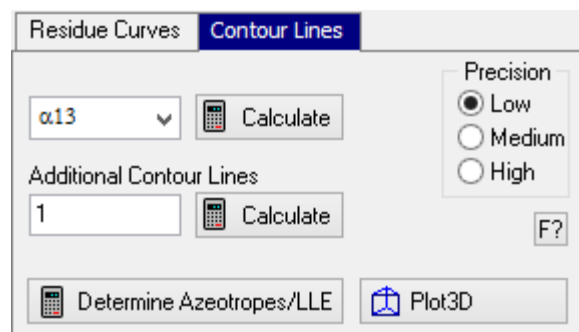 Residue Curves Contour Lines
Precision
α13 Calculate
Low
Medium
High
Additional Contour Lines
1 Calculate
F?
Determine Azeotropes/LLE Plot3D